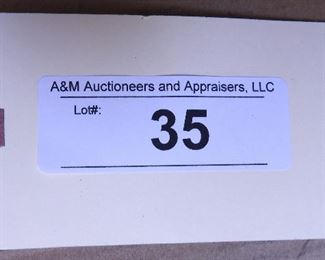 A&M Auctioneers and Appraisers, LLC
Lot#:
35